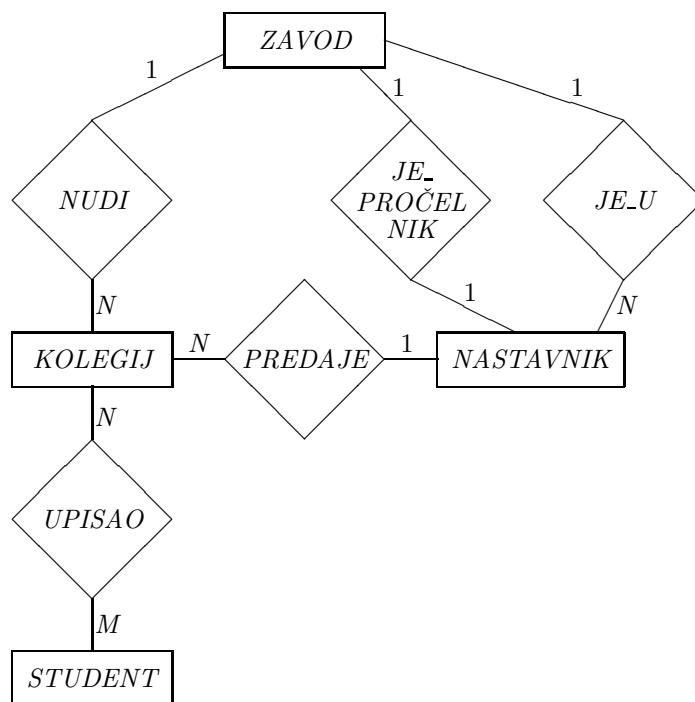 ZAVOD
1
1
1
NUDI
JE_
PROČEL
NIK
JE_U
N
1
N
KOLEGIJ
N
PREDAJE
1
NASTAVNIK
N
UPISAO
M
STUDENT